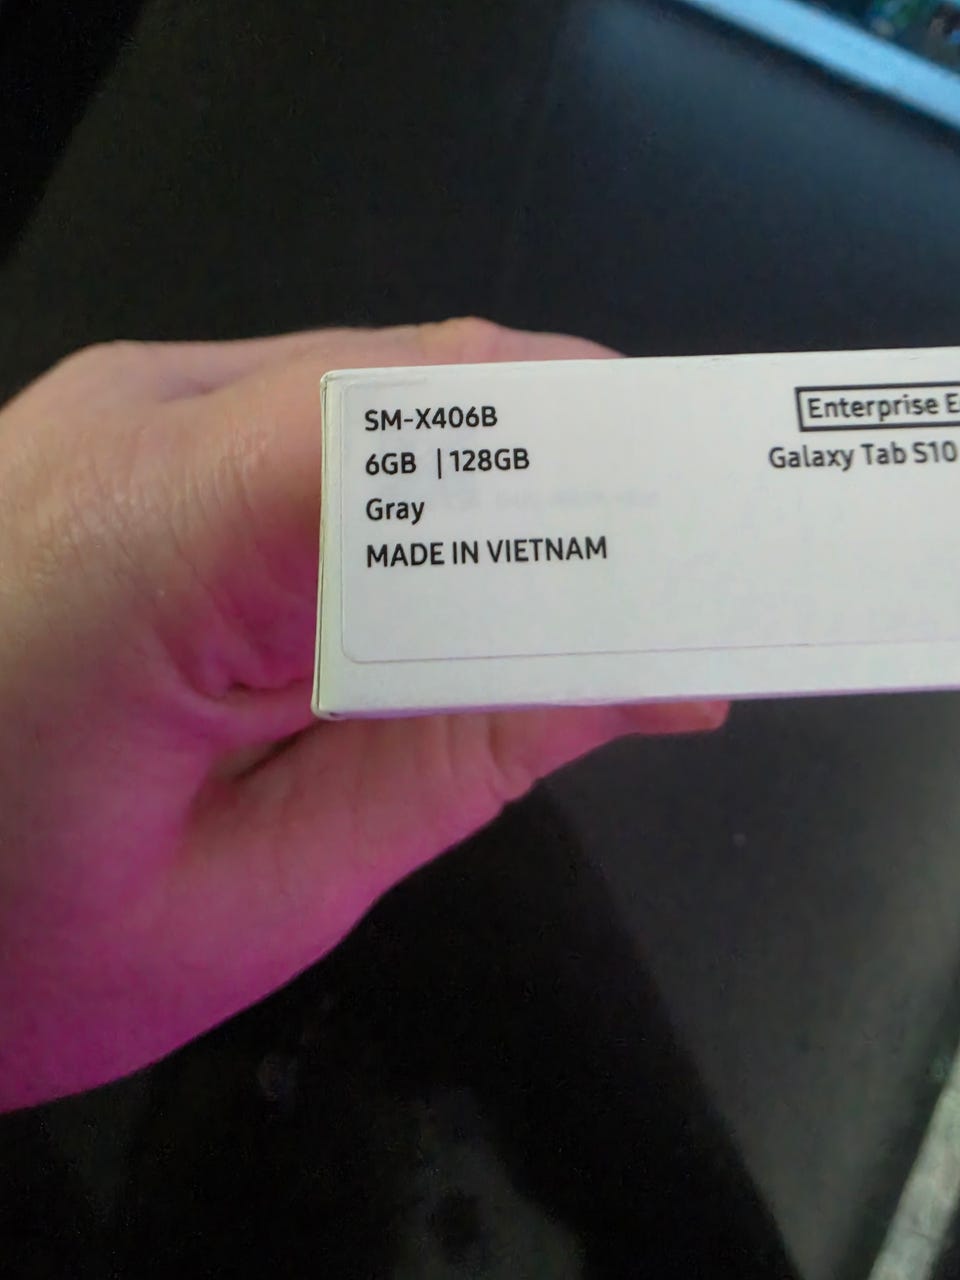 SM-X406B
6GB | 128GB
Gray
MADE IN VIETNAM
Enterprise E
Galaxy Tab S10